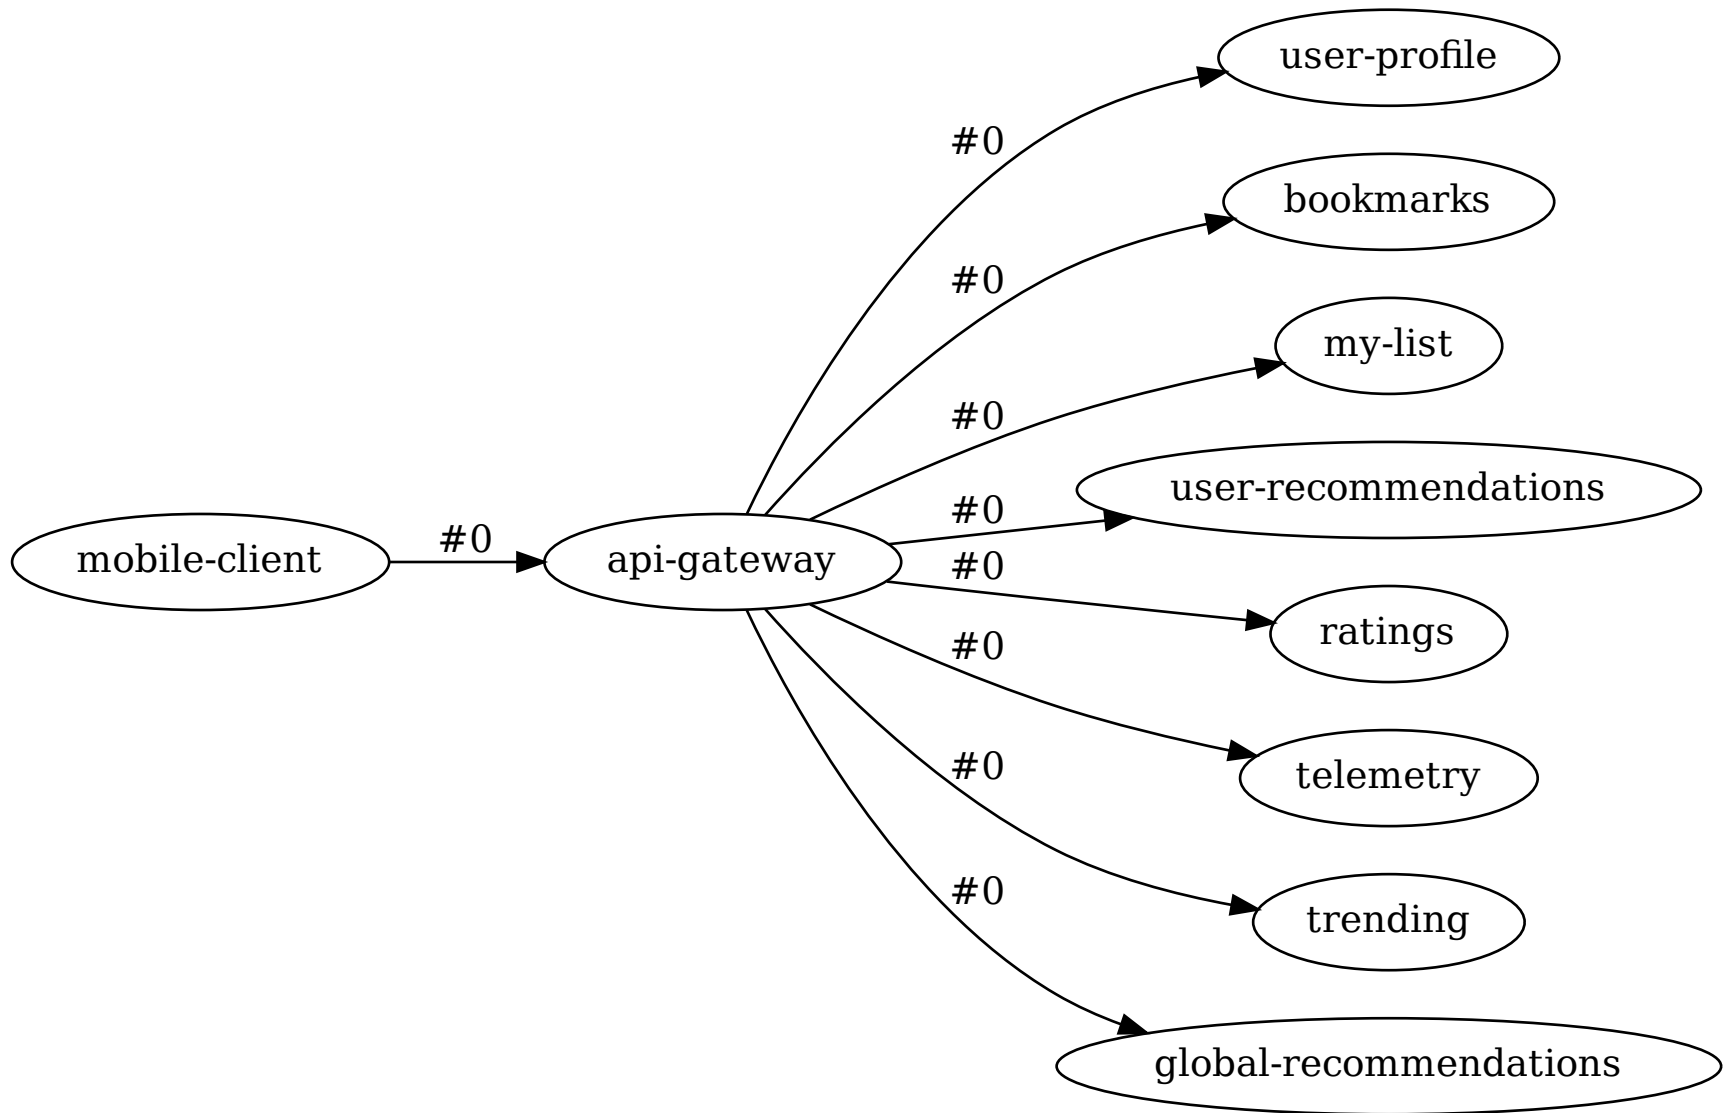 user-profile
#0
bookmarks
#0
my-list
#0
user-recommendations
#0
mobile-client
#0
api-gateway
#0
ratings
#0
telemetry
#0
trending
#0
global-recommendations